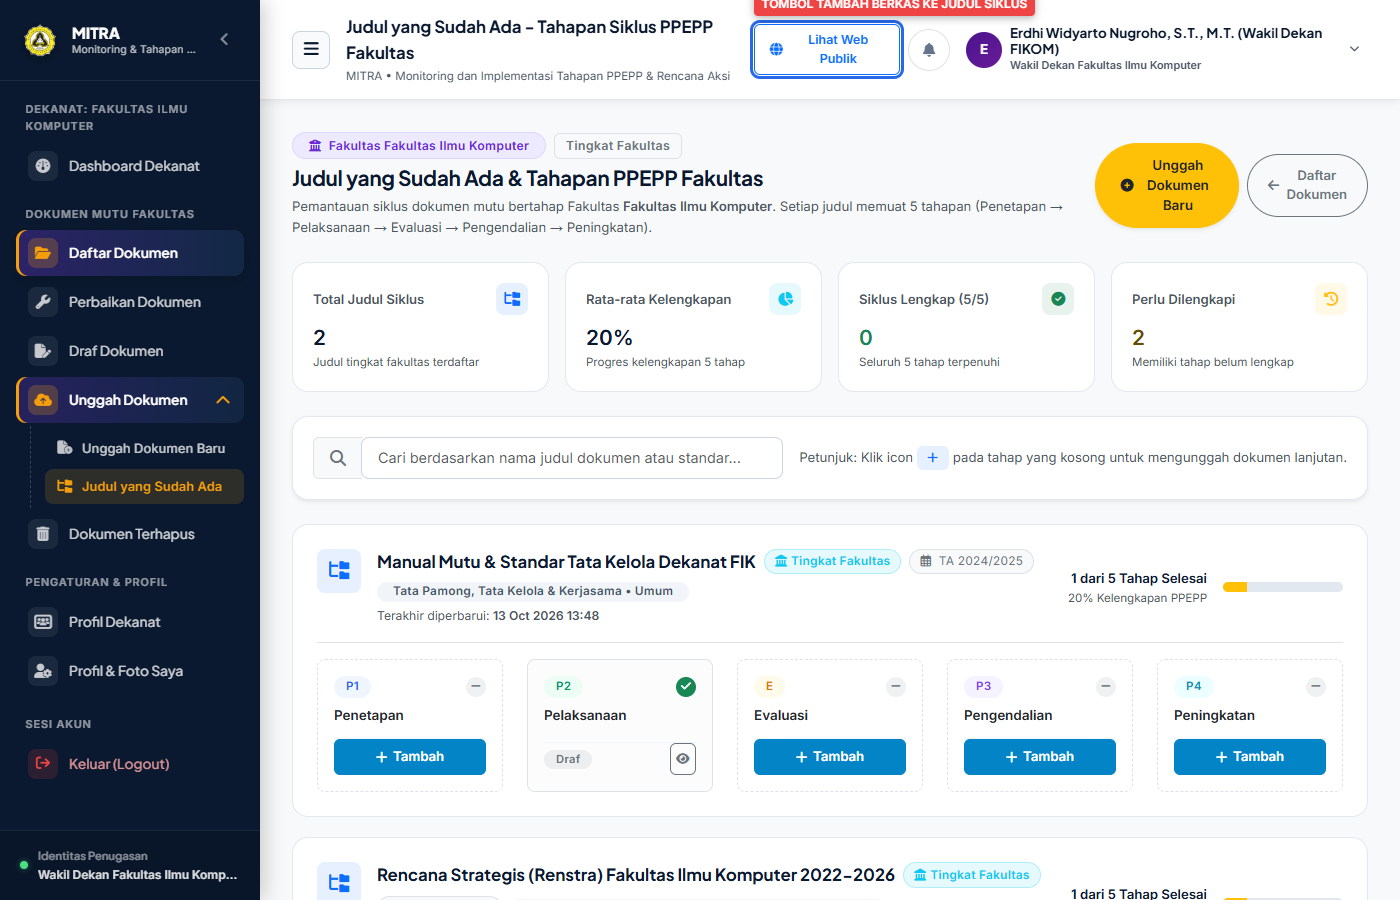 MITRA
Monitoring & Tahapan ...
DEKANAT: FAKULTAS ILMU
KOMPUTER
Dashboard Dekanat
DOKUMEN MUTU FAKULTAS
Daftar Dokumen
Perbaikan Dokumen
Draf Dokumen
Unggah Dokumen
Unggah Dokumen Baru
Judul yang Sudah Ada
Dokumen Terhapus
PENGATURAN & PROFIL
Profil Dekanat
Profil & Foto Saya
SESI AKUN
Keluar (Logout)
Identitas Penugasan
Wakil Dekan Fakultas Ilmu Komp...
Judul yang Sudah Ada – Tahapan Siklus PPEPP
Fakultas
MITRA • Monitoring dan Implementasi Tahapan PPEPP & Rencana Aksi
TOMBOL TAMBAH BERKAS KE JUDUL SIKLUS
Lihat Web
Publik
E
Erdhi Widyarto Nugroho, S.T., M.T. (Wakil Dekan
FIKOM)
Wakil Dekan Fakultas Ilmu Komputer
Fakultas Fakultas Ilmu Komputer
Tingkat Fakultas
Judul yang Sudah Ada & Tahapan PPEPP Fakultas
Pemantauan siklus dokumen mutu bertahap Fakultas Fakultas Ilmu Komputer. Setiap judul memuat 5 tahapan (Penetapan →
Pelaksanaan → Evaluasi → Pengendalian → Peningkatan).
Unggah
Dokumen
Baru
Daftar
Dokumen
Total Judul Siklus
2
Judul tingkat fakultas terdaftar
Rata-rata Kelengkapan
20%
Progres kelengkapan 5 tahap
Siklus Lengkap (5/5)
0
Seluruh 5 tahap terpenuhi
Perlu Dilengkapi
2
Memiliki tahap belum lengkap
Cari berdasarkan nama judul dokumen atau standar...
Petunjuk: Klik icon + pada tahap yang kosong untuk mengunggah dokumen lanjutan.
Manual Mutu & Standar Tata Kelola Dekanat FIK
Tingkat Fakultas
TA 2024/2025
Tata Pamong, Tata Kelola & Kerjasama • Umum
Terakhir diperbarui: 13 Oct 2026 13:48
1 dari 5 Tahap Selesai
20% Kelengkapan PPEPP
P1
Penetapan
+ Tambah
P2
Pelaksanaan
Draf
E
Evaluasi
+ Tambah
P3
Pengendalian
+ Tambah
P4
Peningkatan
+ Tambah
Rencana Strategis (Renstra) Fakultas Ilmu Komputer 2022–2026
Tingkat Fakultas
1 dari 5 Tahap Selesai